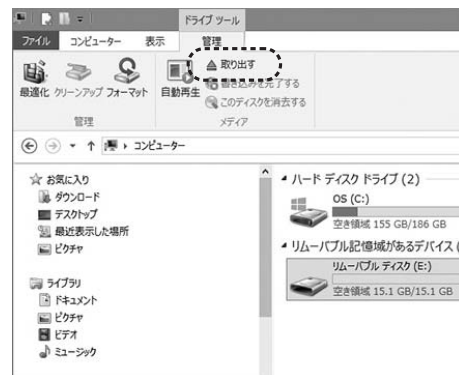 ドライブ ツール
ファイル コンピューター 表示 管理
最適化 クリーンアップ フォーマット 自動再生
取り出す
書き込みを完了する
このディスクを消去する
管理 メディア
コンピューター
お気に入り
ダウンロード
デスクトップ
最近表示した場所
ピクチャ
ライブラリ
ドキュメント
ピクチャ
ビデオ
ミュージック
ハード ディスク ドライブ (2)
OS (C:)
空き領域 155 GB/186 GB
リムーバブル記憶域があるデバイス (
リムーバブル ディスク (E:)
空き領域 15.1 GB/15.1 GB